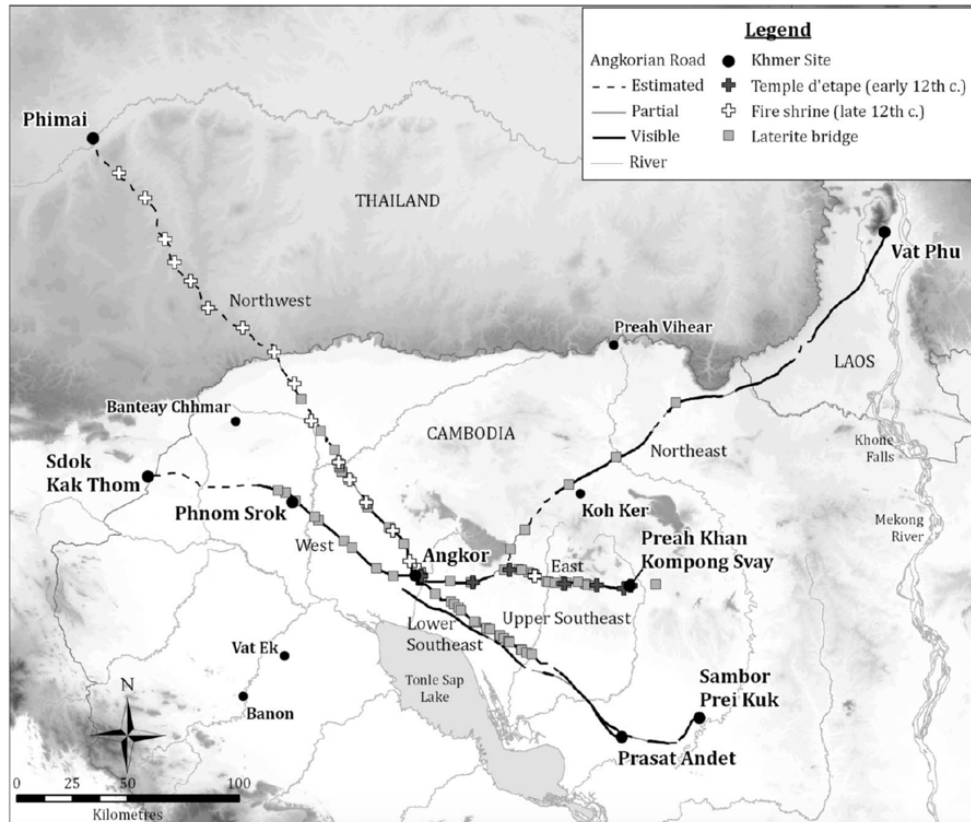 Legend
Angkorian Road
Estimated
Partial
Visible
River
Khmer Site
Temple d'etape (early 12th c.)
Fire shrine (late 12th c.)
Laterite bridge
Phimai
THAILAND
Vat Phu
Northwest
Preah Vihear
LAOS
Banteay Chhmar
CAMBODIA
Northeast
Khone
Falls
Sdok
Kak Thom
Koh Ker
Phnom Srok
Mekong
River
West
Angkor
East
Preah Khan
Kompong Svay
Lower
Southeast
Upper Southeast
Vat Ek
Tonle Sap
Lake
Sambor
Prei Kuk
Banon
N
Prasat Andet
0 25 50 100
Kilometres